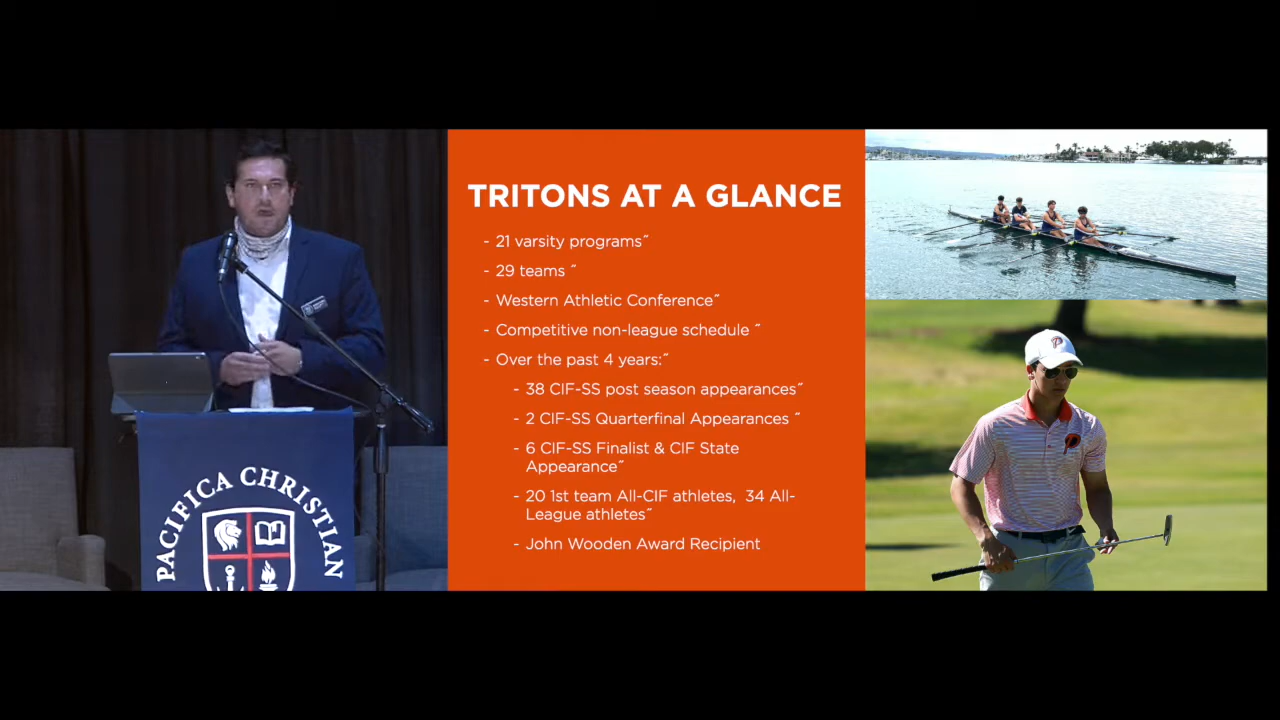 TRITONS AT A GLANCE
- 21 varsity programs˝
- 29 teams ˝
- Western Athletic Conference˝
- Competitive non-league schedule ˝
- Over the past 4 years:˝
- 38 CIF-SS post season appearances˝
- 2 CIF-SS Quarterfinal Appearances ˝
- 6 CIF-SS Finalist & CIF State
Appearance˝
- 20 1st team All-CIF athletes, 34 All-
League athletes˝
- John Wooden Award Recipient
PACIFICA CHRISTIAN
P